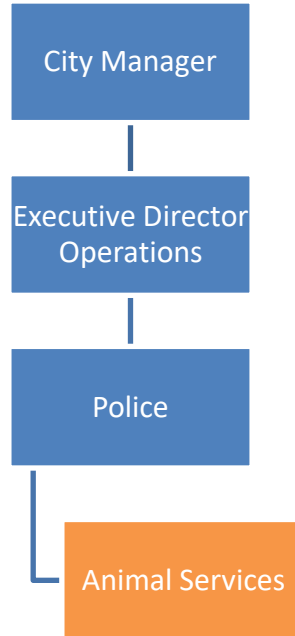 City Manager
Executive Director
Operations
Police
Animal Services